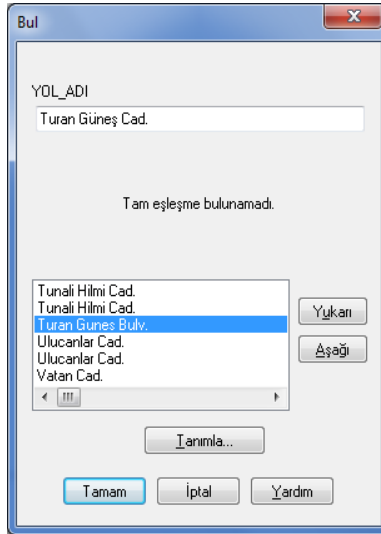 Bul
YOL_ADI
Turan Güneş Cad.
Tam eşleşme bulunamadı.
Tunali Hilmi Cad.
Tunali Hilmi Cad.
Turan Gunes Bulv.
Ulucanlar Cad.
Ulucanlar Cad.
Vatan Cad.
Yukarı
Aşağı
Tanımla...
Tamam İptal Yardım